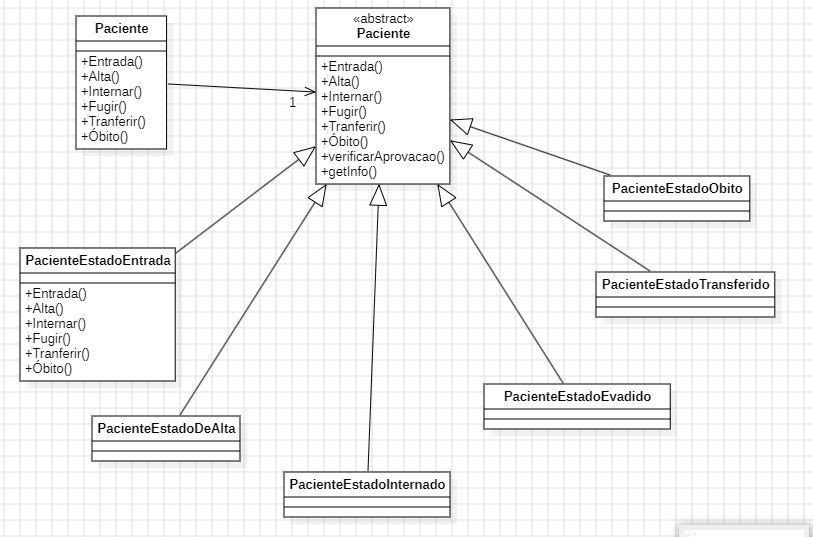 Paciente
+Entrada()
+Alta()
+Internar()
+Fugir()
+Tranferir()
+Óbito()
1
«abstract»
Paciente
+Entrada()
+Alta()
+Internar()
+Fugir()
+Tranferir()
+Óbito()
+verificarAprovacao()
+getInfo()
PacienteEstadoObito
PacienteEstadoTransferido
PacienteEstadoEntrada
+Entrada()
+Alta()
+Internar()
+Fugir()
+Tranferir()
+Óbito()
PacienteEstadoEvadido
PacienteEstadoDeAlta
PacienteEstadoInternado